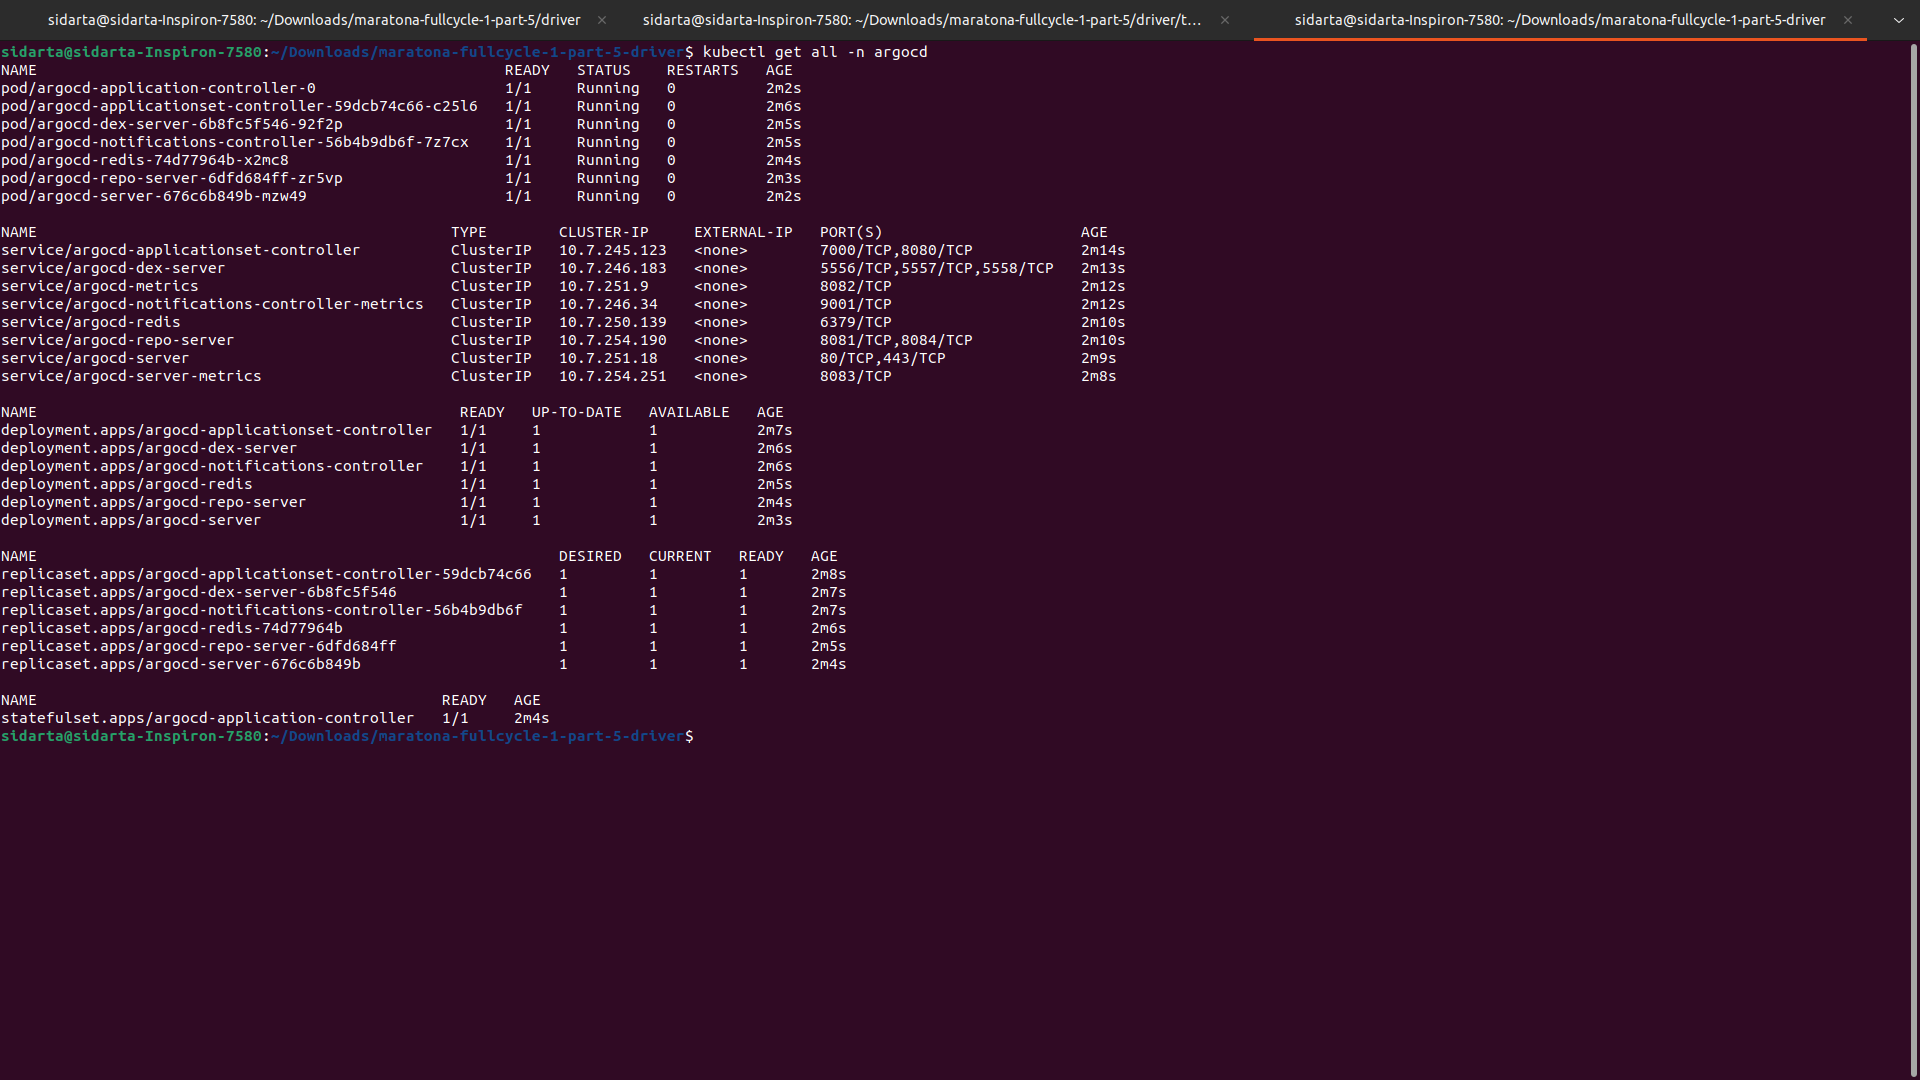 sidarta@sidarta-Inspiron-7580: ~/Downloads/maratona-fullcycle-1-part-5/driver × sidarta@sidarta-Inspiron-7580: ~/Downloads/maratona-fullcycle-1-part-5/driver/t... × sidarta@sidarta-Inspiron-7580: ~/Downloads/maratona-fullcycle-1-part-5-driver ×
sidarta@sidarta-Inspiron-7580:~/Downloads/maratona-fullcycle-1-part-5-driver$ kubectl get all -n argocd
NAME READY STATUS RESTARTS AGE
pod/argocd-application-controller-0 1/1 Running 0 2m2s
pod/argocd-applicationset-controller-59dcb74c66-c25l6 1/1 Running 0 2m6s
pod/argocd-dex-server-6b8fc5f546-92f2p 1/1 Running 0 2m5s
pod/argocd-notifications-controller-56b4b9db6f-7z7cx 1/1 Running 0 2m5s
pod/argocd-redis-74d77964b-x2mc8 1/1 Running 0 2m4s
pod/argocd-repo-server-6dfd684ff-zr5vp 1/1 Running 0 2m3s
pod/argocd-server-676c6b849b-mzw49 1/1 Running 0 2m2s
NAME TYPE CLUSTER-IP EXTERNAL-IP PORT(S) AGE
service/argocd-applicationset-controller ClusterIP 10.7.245.123 <none> 7000/TCP,8080/TCP 2m14s
service/argocd-dex-server ClusterIP 10.7.246.183 <none> 5556/TCP,5557/TCP,5558/TCP 2m13s
service/argocd-metrics ClusterIP 10.7.251.9 <none> 8082/TCP 2m12s
service/argocd-notifications-controller-metrics ClusterIP 10.7.246.34 <none> 9001/TCP 2m12s
service/argocd-redis ClusterIP 10.7.250.139 <none> 6379/TCP 2m10s
service/argocd-repo-server ClusterIP 10.7.254.190 <none> 8081/TCP,8084/TCP 2m10s
service/argocd-server ClusterIP 10.7.251.18 <none> 80/TCP,443/TCP 2m9s
service/argocd-server-metrics ClusterIP 10.7.254.251 <none> 8083/TCP 2m8s
NAME READY UP-TO-DATE AVAILABLE AGE
deployment.apps/argocd-applicationset-controller 1/1 1 1 2m7s
deployment.apps/argocd-dex-server 1/1 1 1 2m6s
deployment.apps/argocd-notifications-controller 1/1 1 1 2m6s
deployment.apps/argocd-redis 1/1 1 1 2m5s
deployment.apps/argocd-repo-server 1/1 1 1 2m4s
deployment.apps/argocd-server 1/1 1 1 2m3s
NAME DESIRED CURRENT READY AGE
replicaset.apps/argocd-applicationset-controller-59dcb74c66 1 1 1 2m8s
replicaset.apps/argocd-dex-server-6b8fc5f546 1 1 1 2m7s
replicaset.apps/argocd-notifications-controller-56b4b9db6f 1 1 1 2m7s
replicaset.apps/argocd-redis-74d77964b 1 1 1 2m6s
replicaset.apps/argocd-repo-server-6dfd684ff 1 1 1 2m5s
replicaset.apps/argocd-server-676c6b849b 1 1 1 2m4s
NAME READY AGE
statefulset.apps/argocd-application-controller 1/1 2m4s
sidarta@sidarta-Inspiron-7580:~/Downloads/maratona-fullcycle-1-part-5-driver$